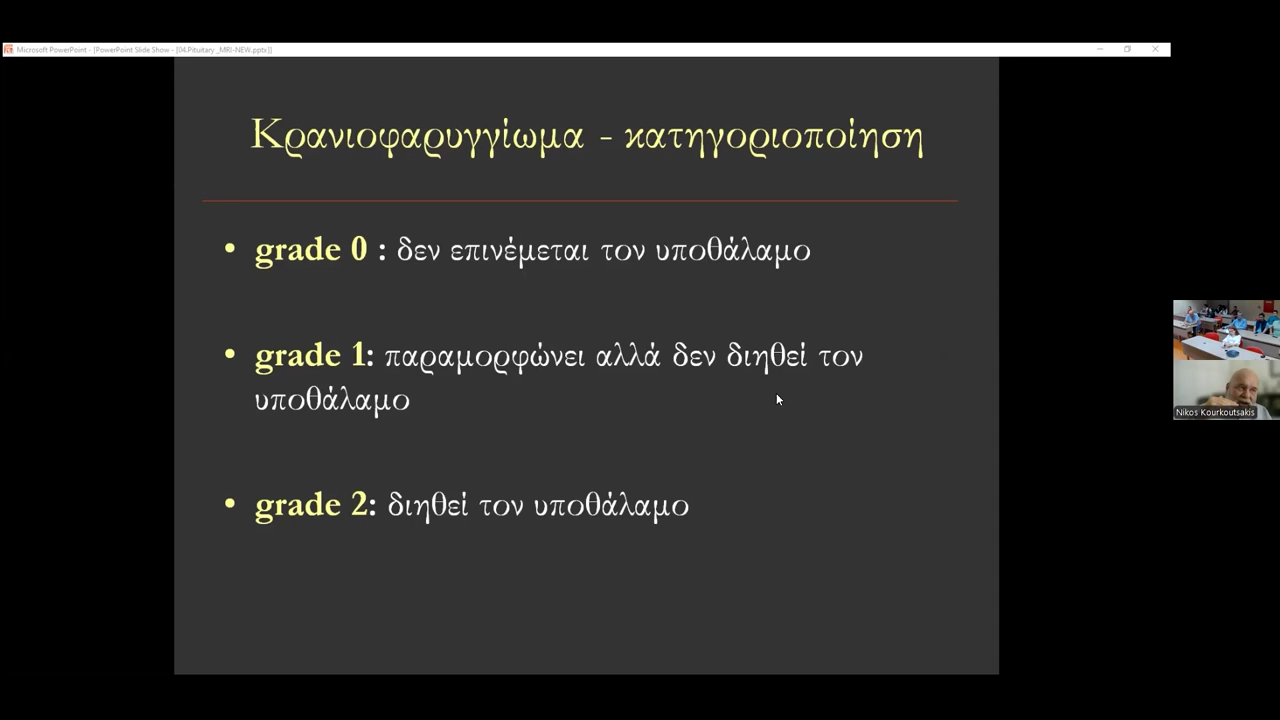 Microsoft PowerPoint - [PowerPoint Slide Show - [04.Pituitary _MRI-NEW.pptx]]
Κρανιοφαρυγγίωμα - κατηγοριοποίηση
• grade 0 : δεν επινέμεται τον υποθάλαμο
• grade 1: παραμορφώνει αλλά δεν διηθεί τον
υποθάλαμο
• grade 2: διηθεί τον υποθάλαμο
Nikos Kourkoutsakis